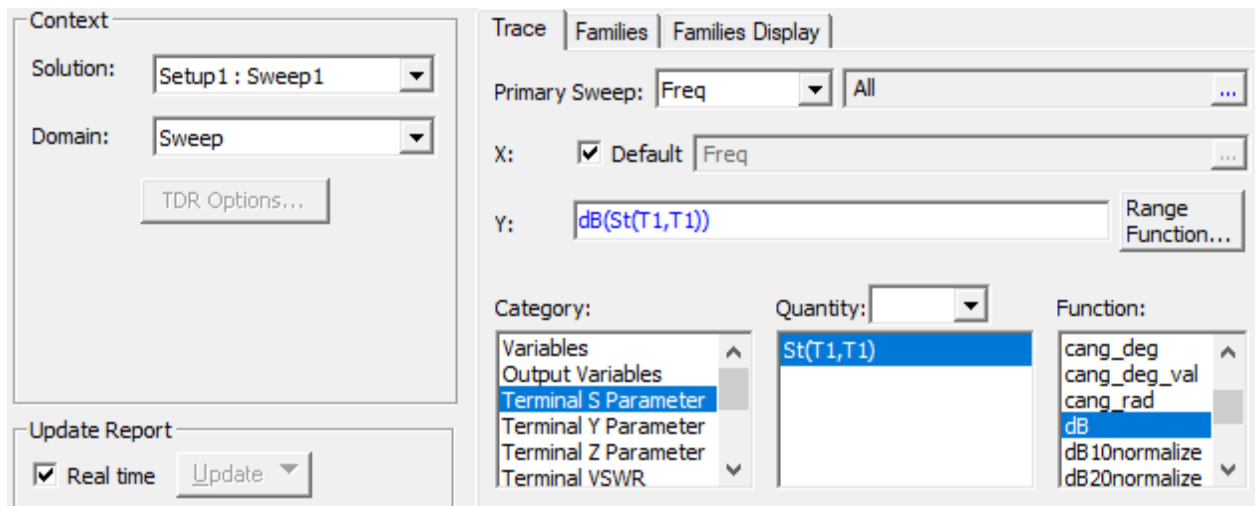 Context
Solution:
Setup1 : Sweep1
Domain:
Sweep
TDR Options...
Update Report
Real time
Update
Trace
Families
Families Display
Primary Sweep:
Freq
All
...
X:
Default
Freq
...
Y:
dB(St(T1,T1))
Range
Function...
Category:
Variables
Output Variables
Terminal S Parameter
Terminal Y Parameter
Terminal Z Parameter
Terminal VSWR
Quantity:
St(T1,T1)
Function:
cang_deg
cang_deg_val
cang_rad
dB
dB10normalize
dB20normalize